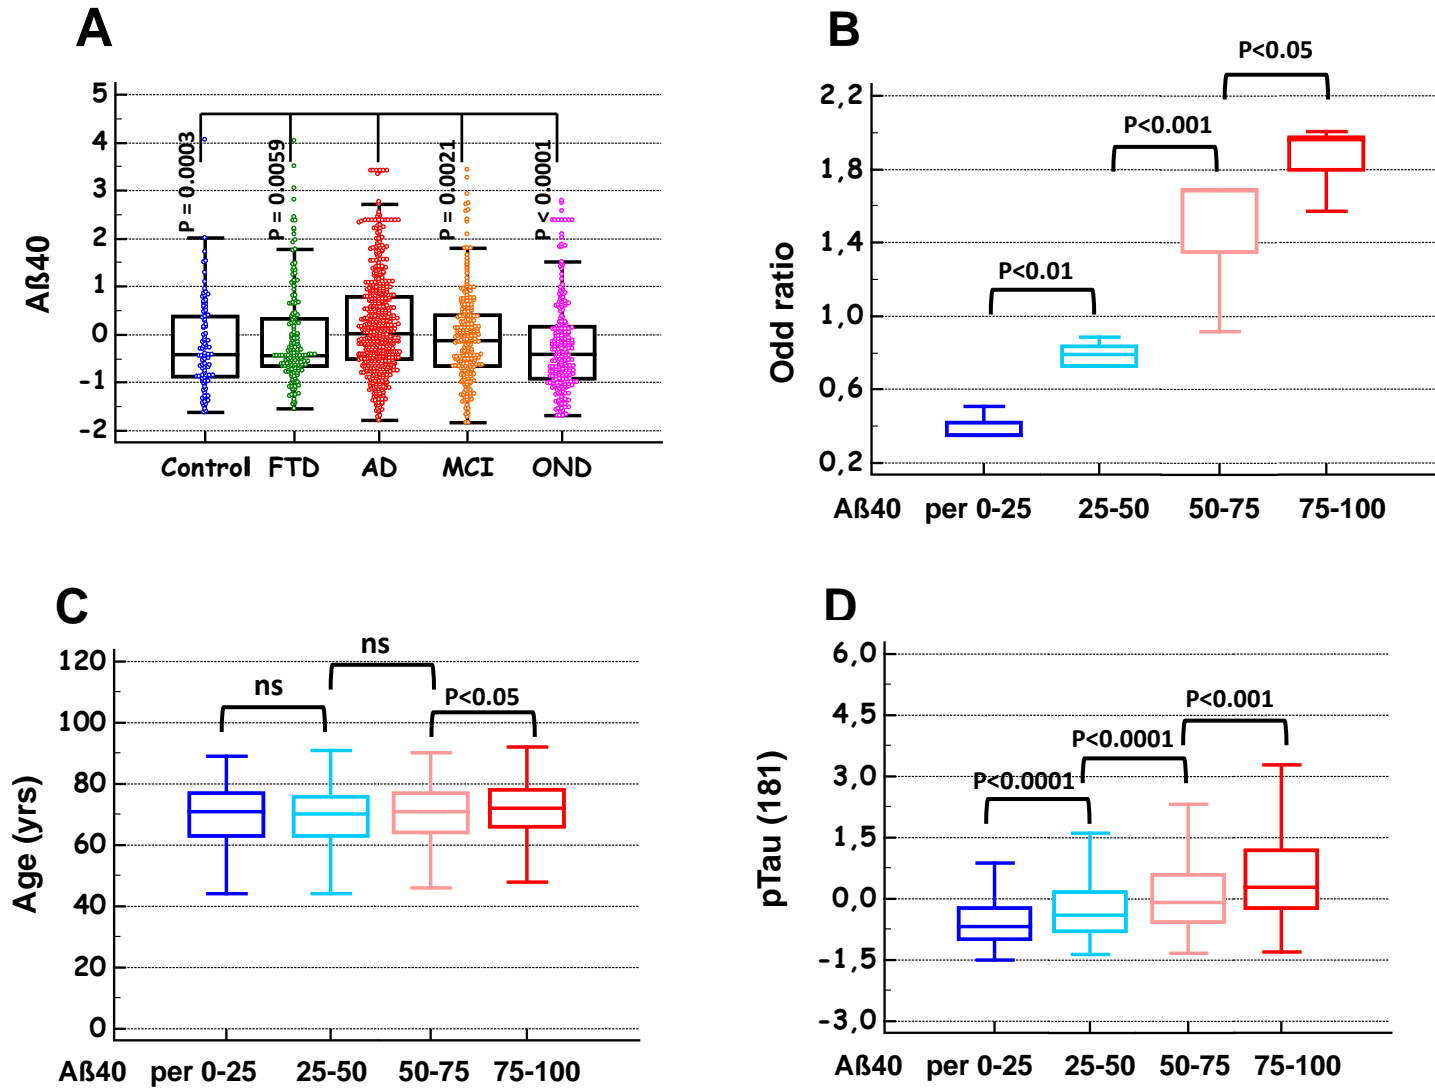 A
5
4
3
2
1
0
-1
-2
Aß40
P = 0.0003
P = 0.0059
P = 0.0021
P < 0.0001
Control FTD AD MCI OND
B
P<0.05
P<0.001
P<0.01
2,2
1,8
1,4
1,0
0,6
0,2
Odd ratio
Aß40 per 0-25 25-50 50-75 75-100
C
ns
ns
P<0.05
120
100
80
60
40
20
0
Age (yrs)
Aß40 per 0-25 25-50 50-75 75-100
D
P<0.001
P<0.0001
P<0.0001
6,0
4,5
3,0
1,5
0,0
-1,5
-3,0
pTau (181)
Aß40 per 0-25 25-50 50-75 75-100